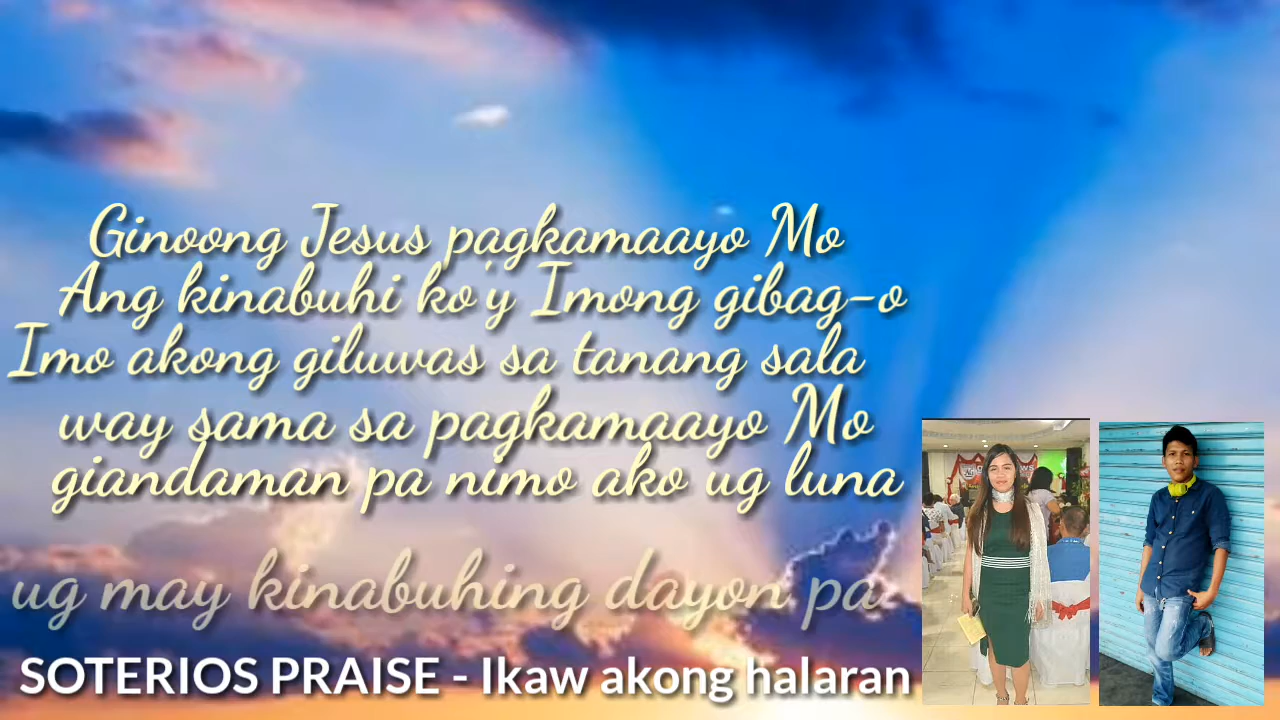 Ginoong Jesus pagkamaayo Mo
Ang kinabuhi ko'y Imong gibag-o
Imo akong giluwas sa tanang sala
way sama sa pagkamaayo Mo
giandaman pa nimo ako ug luna
ug may kinabuhing dayon pa
SOTERIOS PRAISE - Ikaw akong halaran